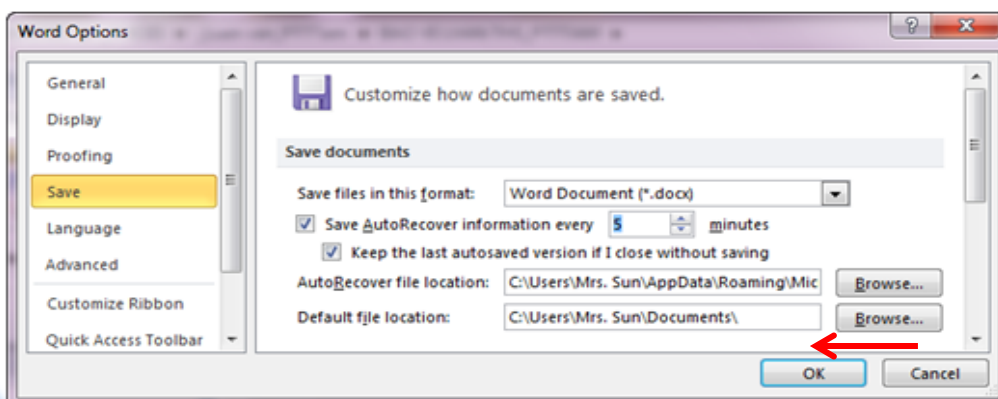 Word Options
General
Display
Proofing
Save
Language
Advanced
Customize Ribbon
Quick Access Toolbar
Customize how documents are saved.
Save documents
Save files in this format: Word Document (*.docx)
Save AutoRecover information every 5 minutes
Keep the last autosaved version if I close without saving
AutoRecover file location: C:\Users\Mrs. Sun\AppData\Roaming\Mic Browse...
Default file location: C:\Users\Mrs. Sun\Documents\ Browse...
OK Cancel